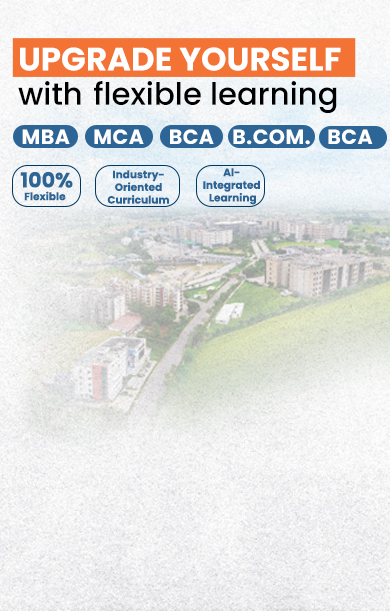 UPGRADE YOURSELF
with flexible learning
MBA MCA BCA B.COM. BCA
100%
Flexible
Industry-
Oriented
Curriculum
AI-
Integrated
Learning